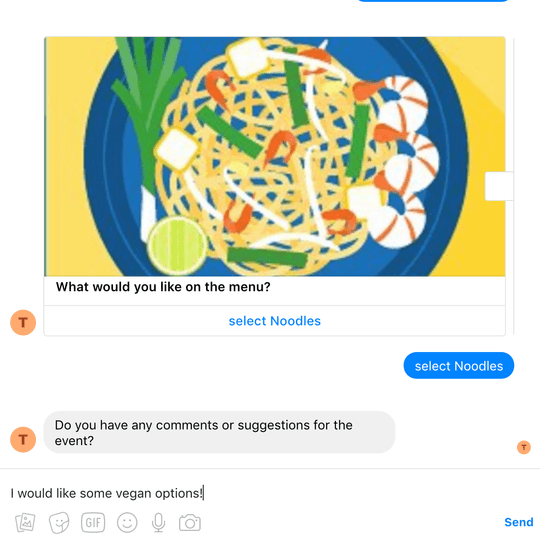 What would you like on the menu?
T
select Noodles
select Noodles
Do you have any comments or suggestions for the
event?
T
T
I would like some vegan options!
GIF
Send